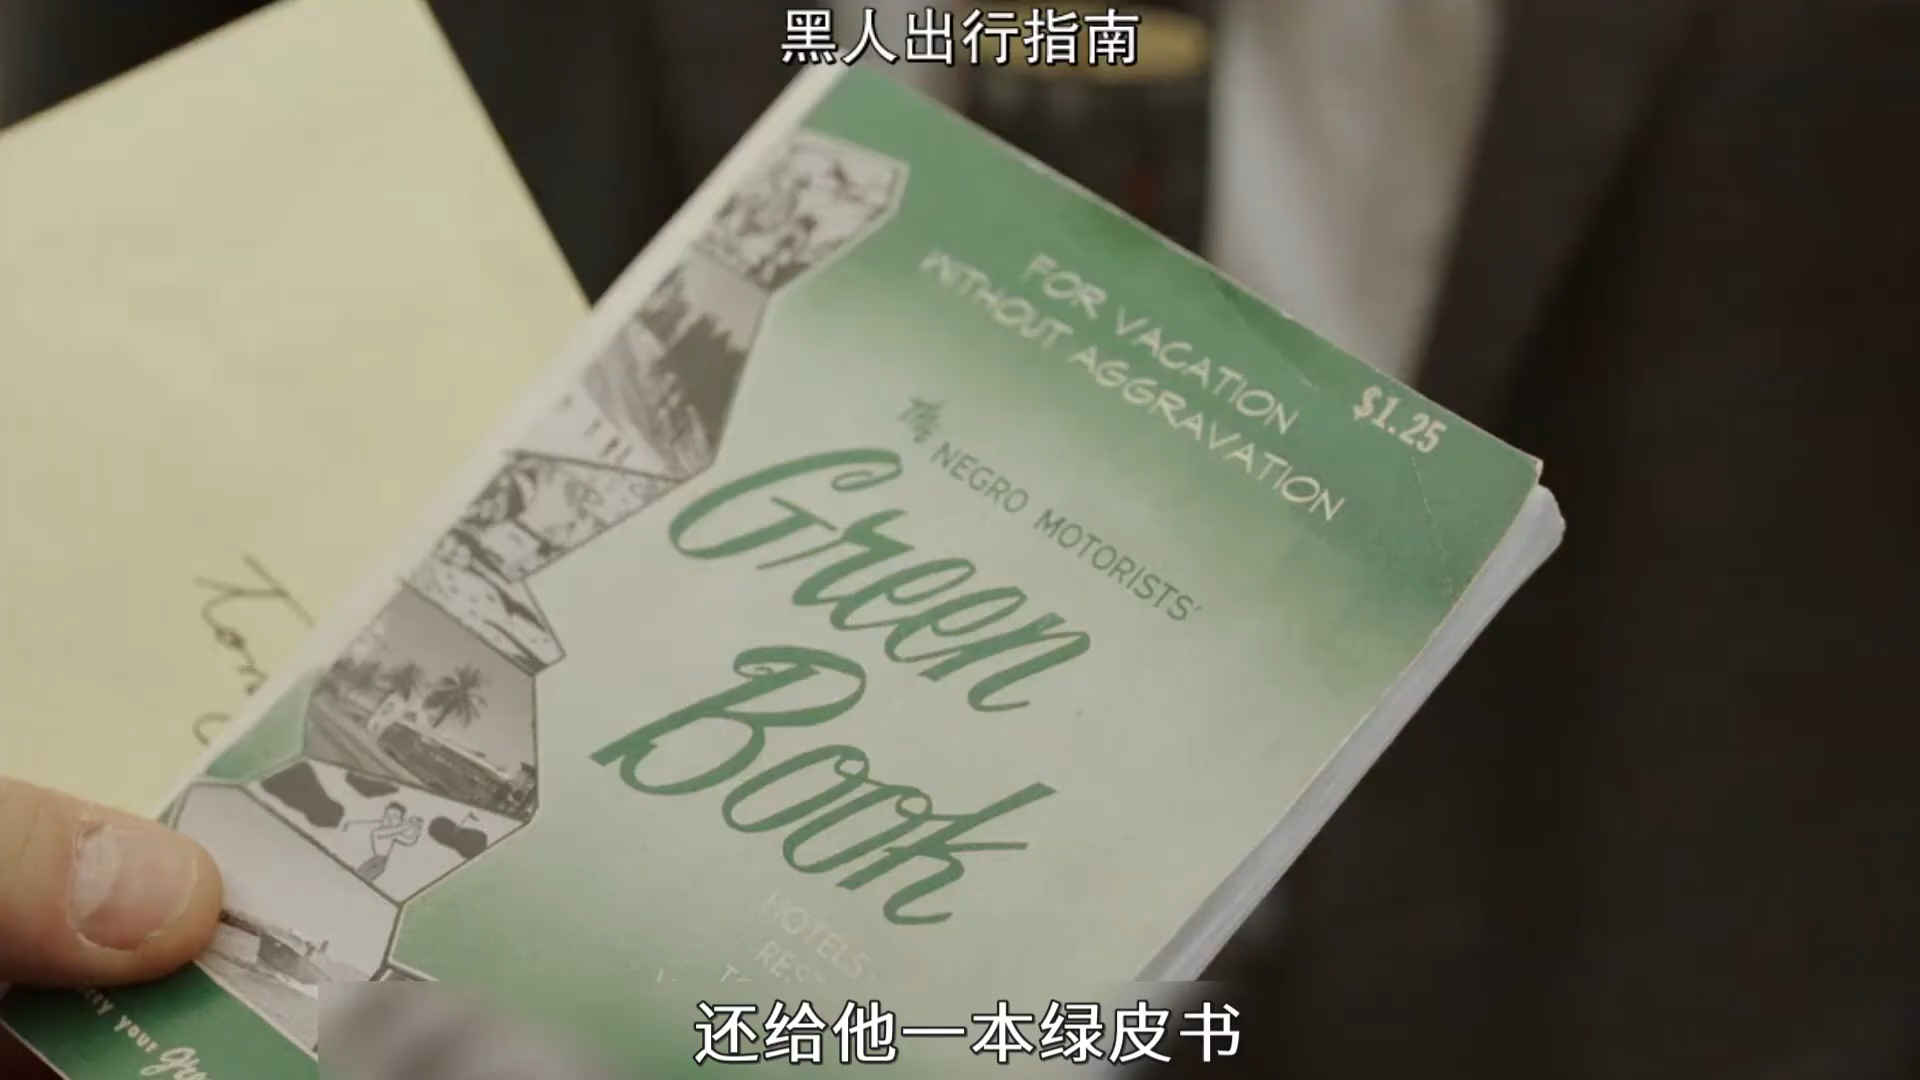 黑人出行指南
FOR VACATION
WITHOUT AGGRAVATION
$1.25
The NEGRO MOTORISTS'
Green
Book
HOTELS
your
还给他一本绿皮书